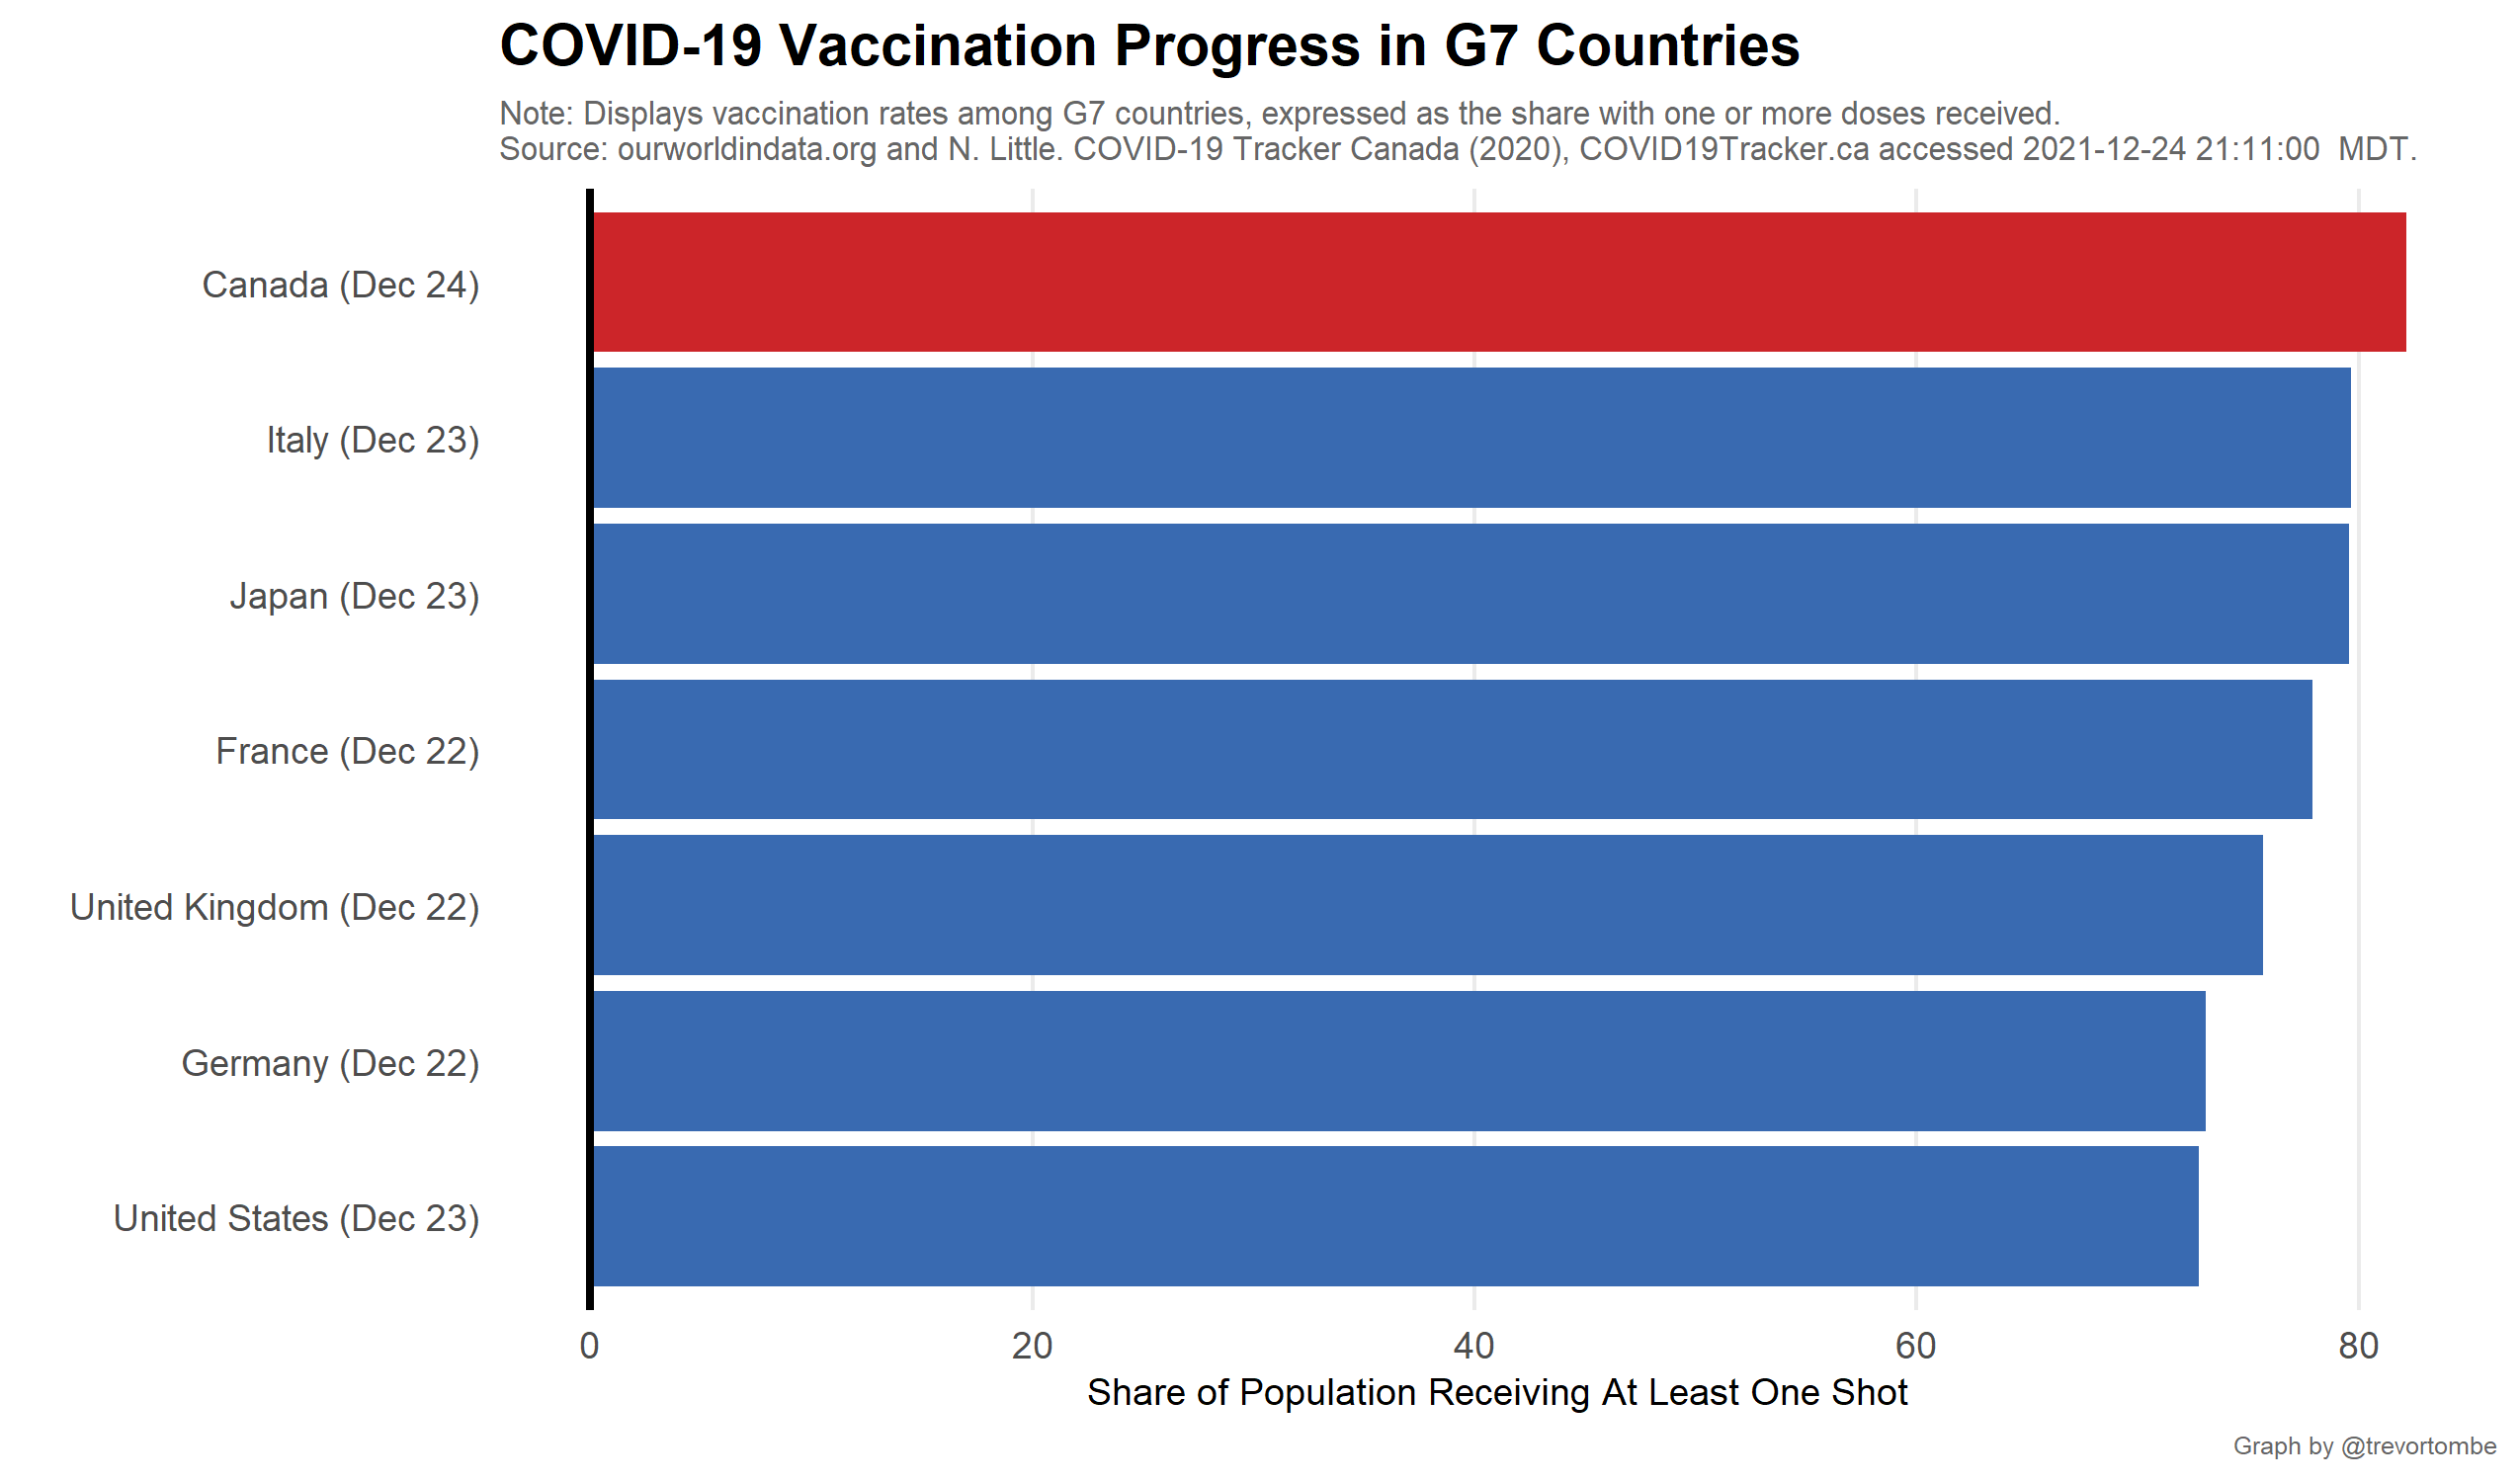 COVID-19 Vaccination Progress in G7 Countries
Note: Displays vaccination rates among G7 countries, expressed as the share with one or more doses received.
Source: ourworldindata.org and N. Little. COVID-19 Tracker Canada (2020), COVID19Tracker.ca accessed 2021-12-24 21:11:00  MDT.
Canada (Dec 24)
Italy (Dec 23)
Japan (Dec 23)
France (Dec 22)
United Kingdom (Dec 22)
Germany (Dec 22)
United States (Dec 23)
0 20 40 60 80
Share of Population Receiving At Least One Shot
Graph by @trevortombe